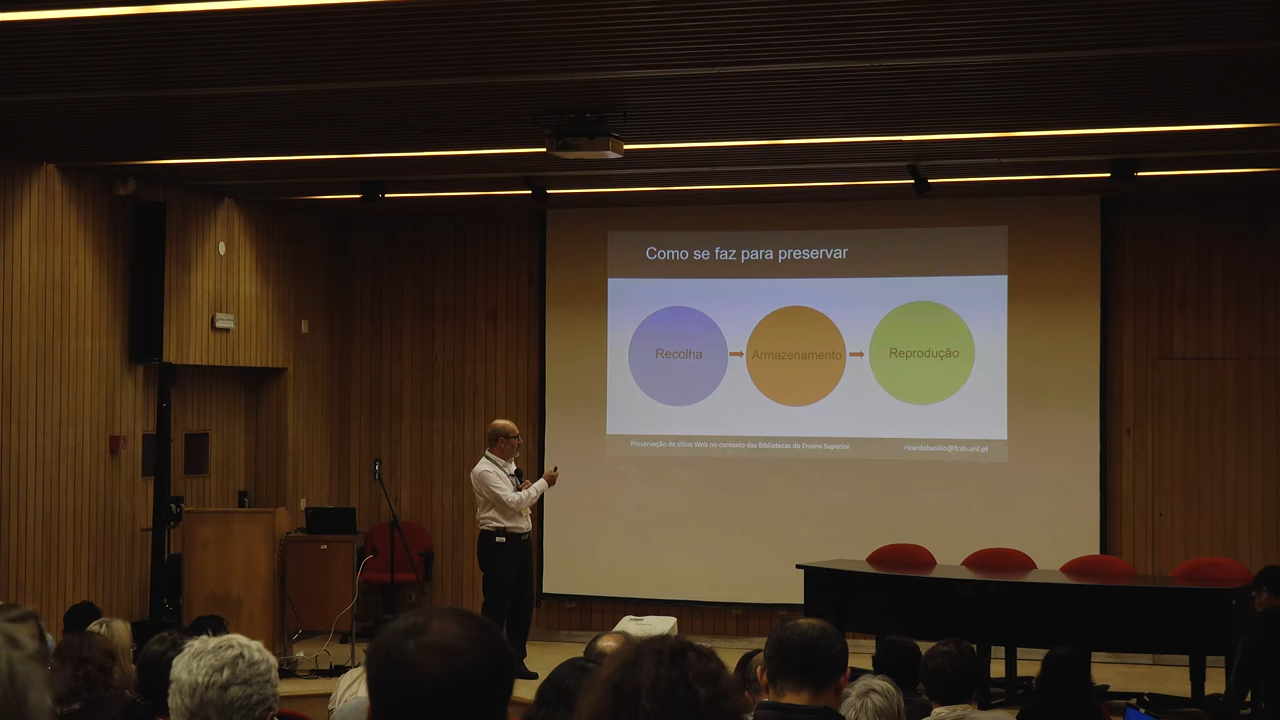 Como se faz para preservar
Recolha
Armazenamento
Reprodução
Preservação de sítios Web no contexto das Bibliotecas do Ensino Superior
ricardobasilio@fcsh.unl.pt